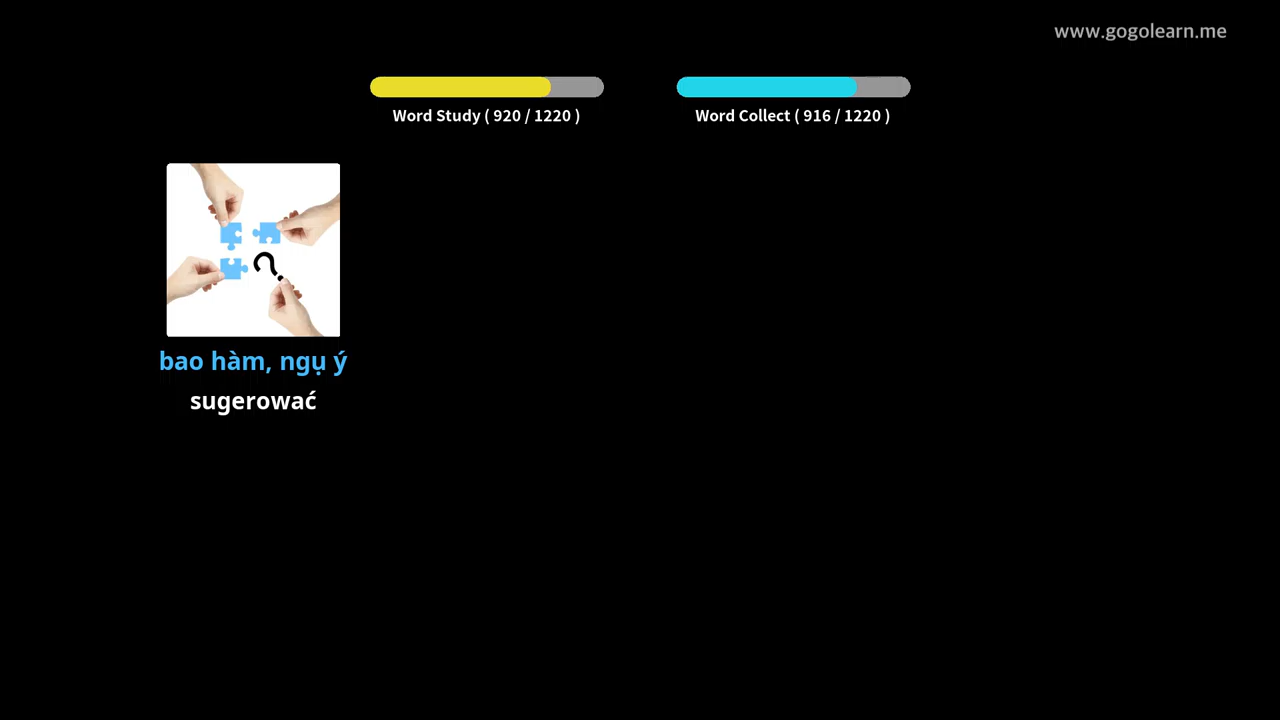 www.gogolearn.me
Word Study ( 920 / 1220 )
Word Collect ( 916 / 1220 )
bao hàm, ngụ ý
sugerować